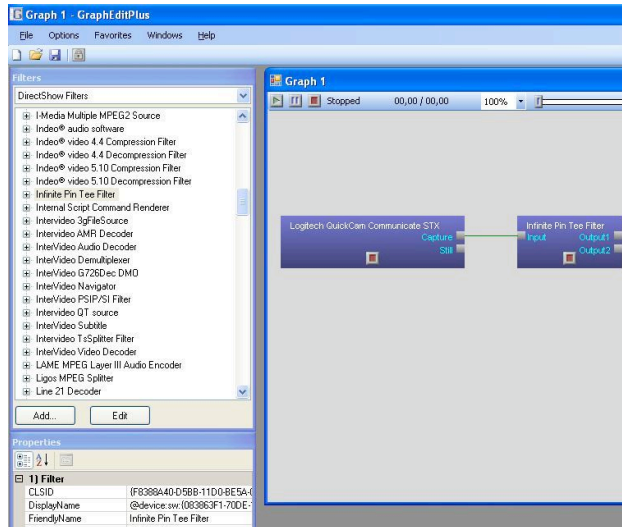 Graph 1 - GraphEditPlus
File Options Favorites Windows Help
Filters
DirectShow Filters
I-Media Multiple MPEG2 Source
Indeo® audio software
Indeo® video 4.4 Compression Filter
Indeo® video 4.4 Decompression Filter
Indeo® video 5.10 Compression Filter
Indeo® video 5.10 Decompression Filter
Infinite Pin Tee Filter
Internal Script Command Renderer
Intervideo 3gFileSource
Intervideo AMR Decoder
InterVideo Audio Decoder
InterVideo Demultiplexer
InterVideo G726Dec DMO
InterVideo Navigator
InterVideo PSIP/SI Filter
Intervideo QT source
InterVideo Subtitle
Intervideo TsSplitter Filter
InterVideo Video Decoder
LAME MPEG Layer III Audio Encoder
Ligos MPEG Splitter
Line 21 Decoder
Add... Edit
Properties
1) Filter
CLSID {F8388A40-D5BB-11D0-BE5A-0
DisplayName @device:sw:{083863F1-70DE-
FriendlyName Infinite Pin Tee Filter
Graph 1
Stopped 00,00 / 00,00 100%
Logitech QuickCam Communicate STX
Capture
Still
Infinite Pin Tee Filter
Input Output1
Output2